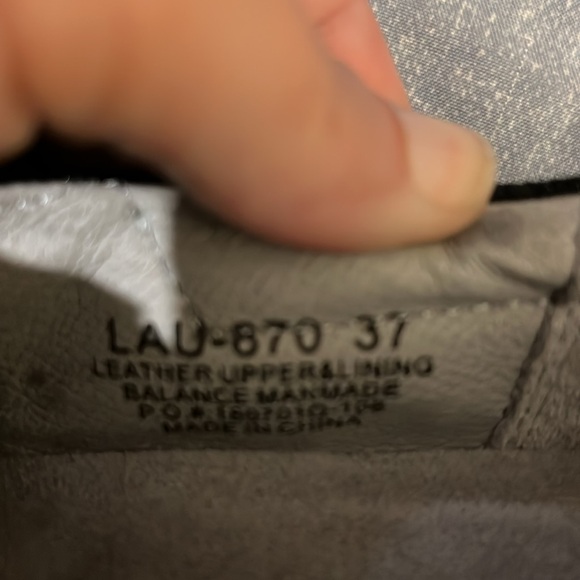 LAU-870 37
LEATHER UPPER&LINING
BALANCE MANMADE
P.O.#
MADE IN CHINA